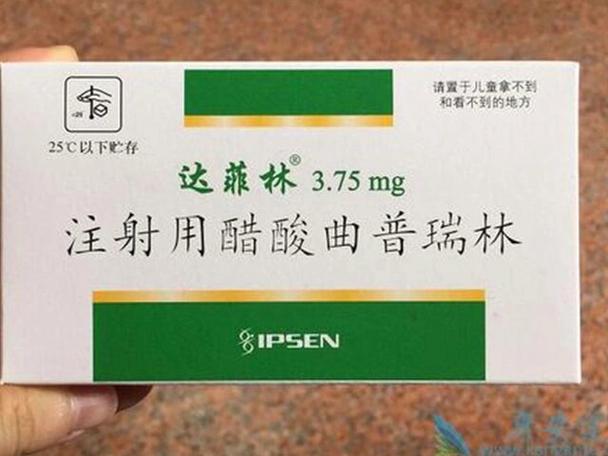 请置于儿童拿不到
和看不到的地方
25℃以下贮存
达菲林® 3.75 mg
注射用醋酸曲普瑞林
IPSEN